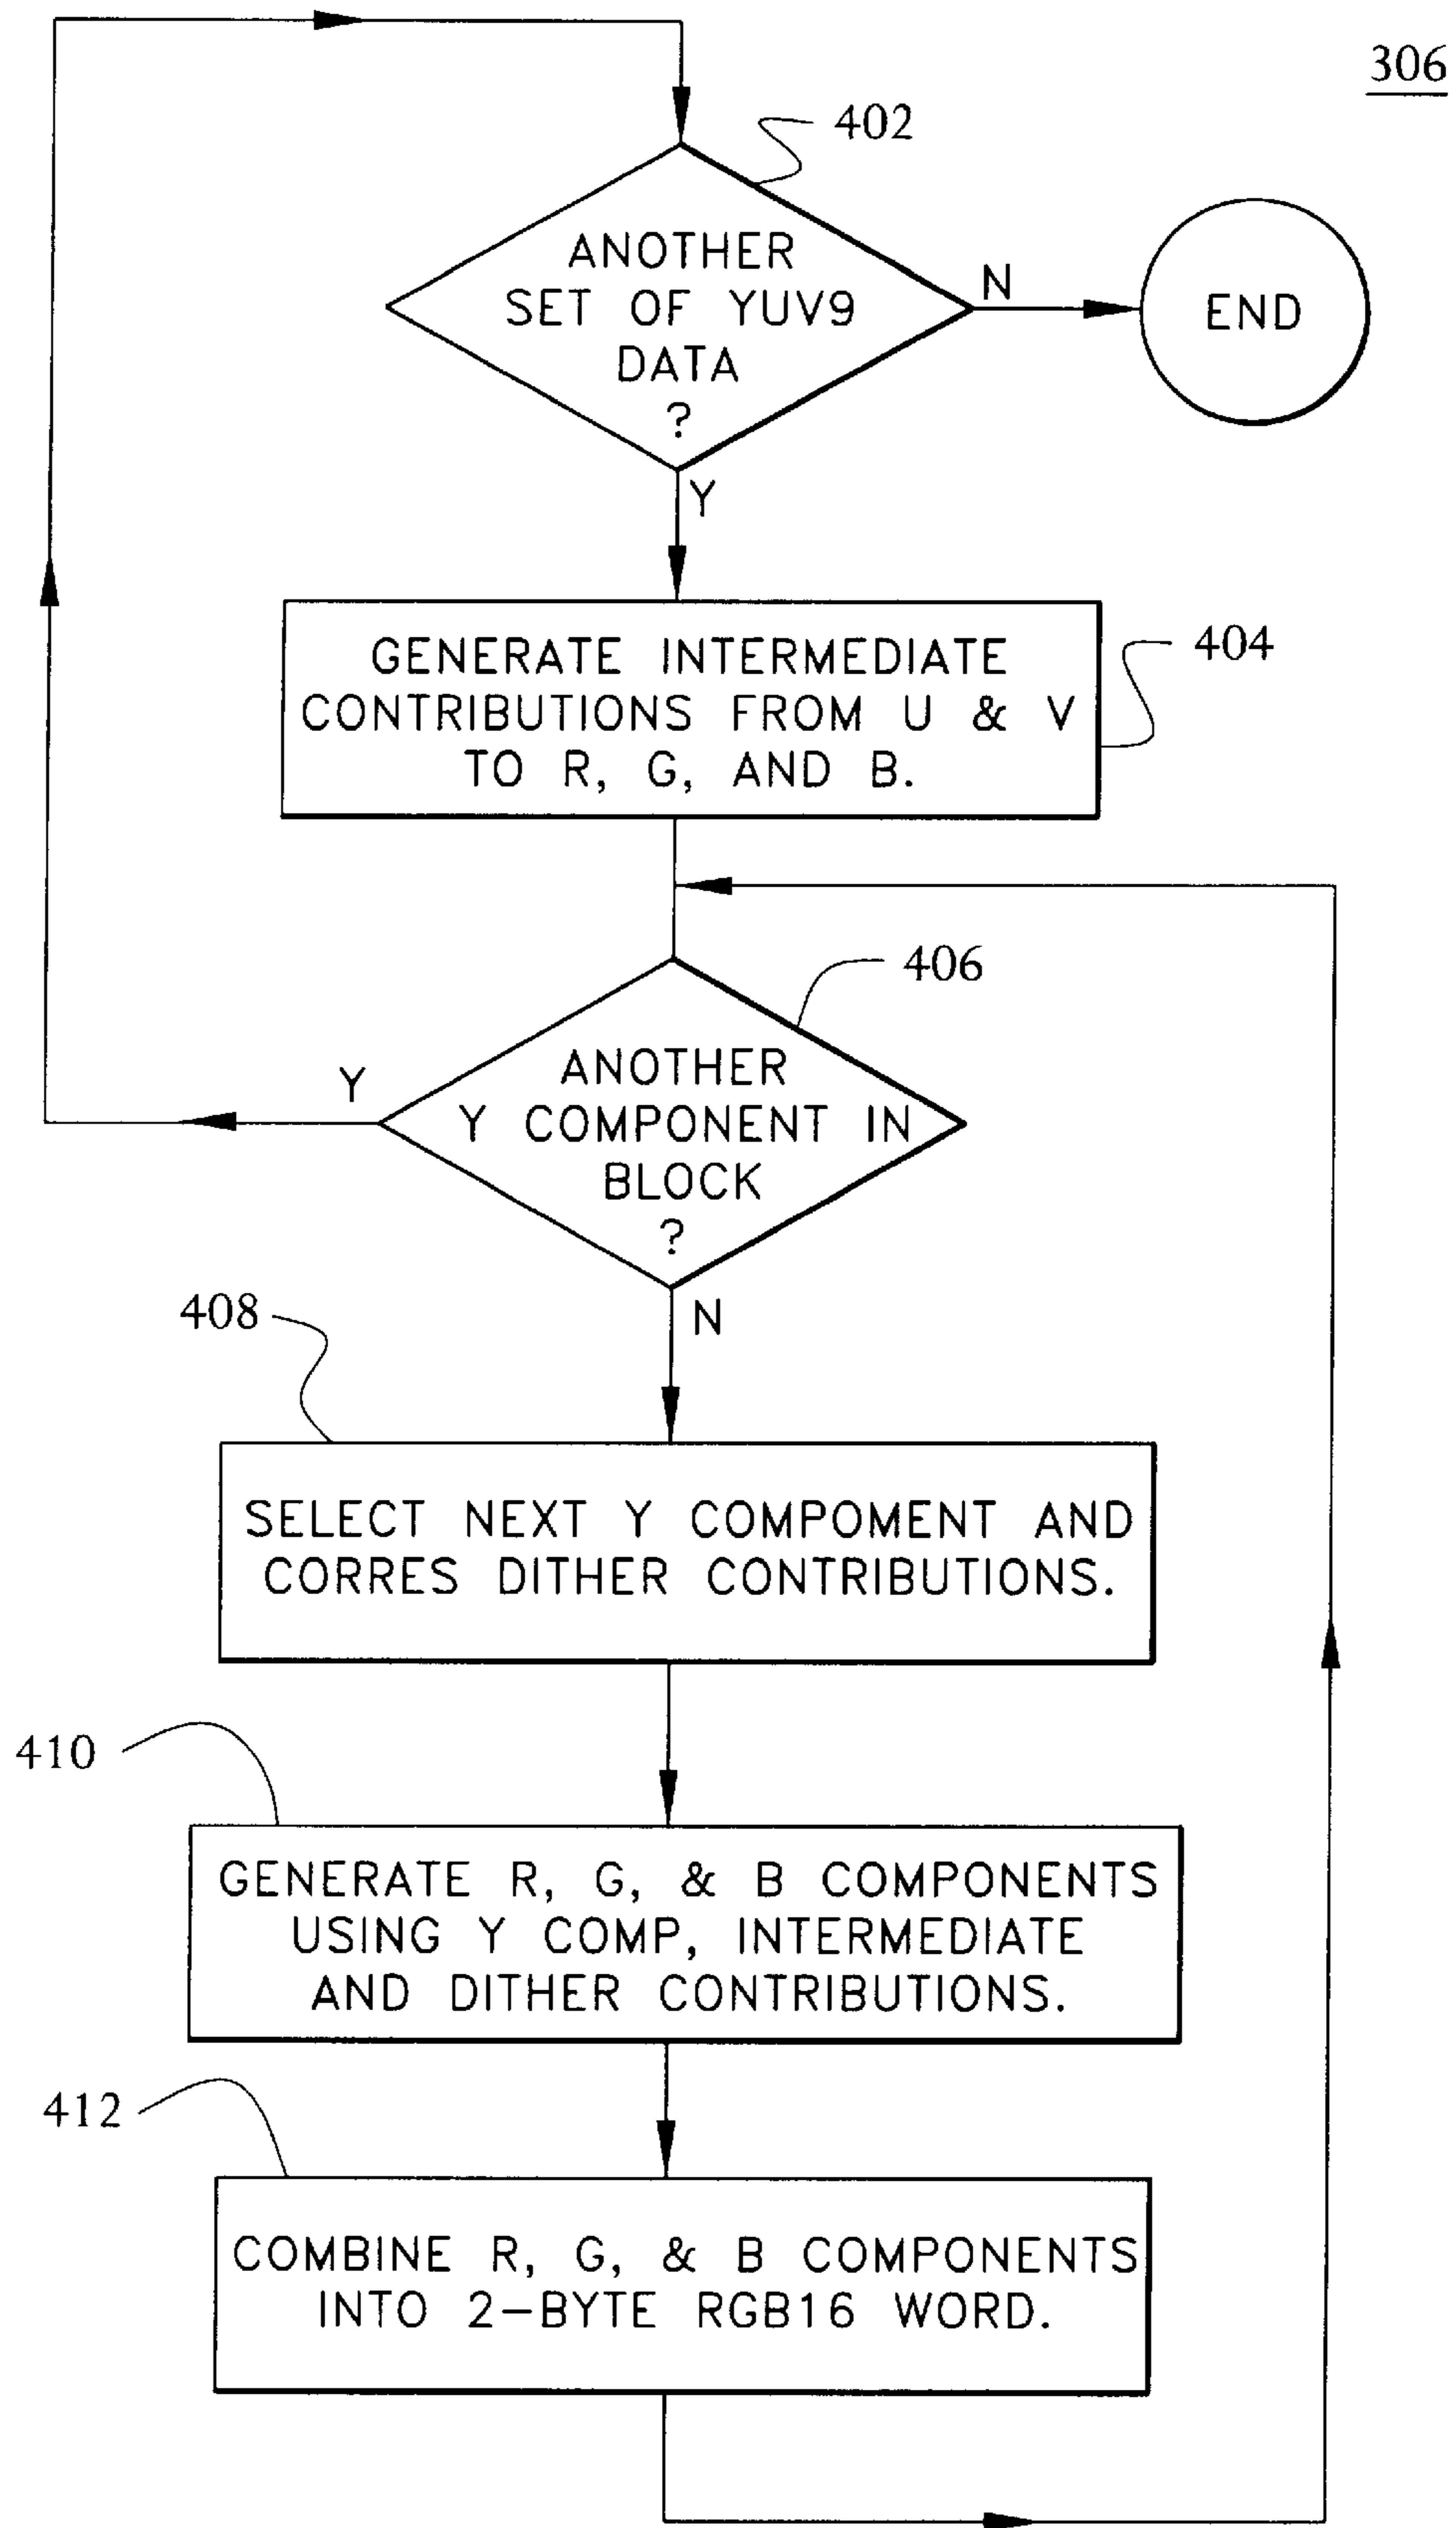 306
402
ANOTHER
SET OF YUV9
DATA
?
N
END
Y
GENERATE INTERMEDIATE
CONTRIBUTIONS FROM U & V
TO R, G, AND B.
404
406
ANOTHER
Y COMPONENT IN
BLOCK
?
Y
N
408
SELECT NEXT Y COMPOMENT AND
CORRES DITHER CONTRIBUTIONS.
410
GENERATE R, G, & B COMPONENTS
USING Y COMP, INTERMEDIATE
AND DITHER CONTRIBUTIONS.
412
COMBINE R, G, & B COMPONENTS
INTO 2-BYTE RGB16 WORD.